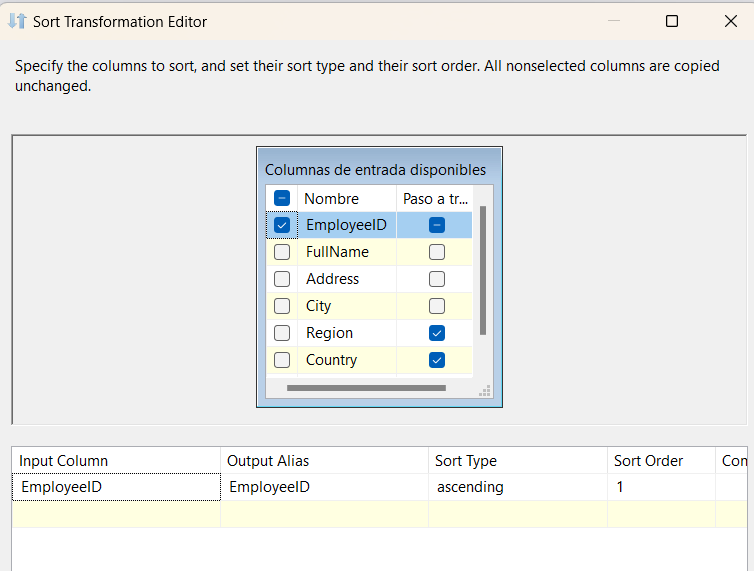 Sort Transformation Editor
Specify the columns to sort, and set their sort type and their sort order. All nonselected columns are copied
unchanged.
Columnas de entrada disponibles
Nombre Paso a tr...
EmployeeID
FullName
Address
City
Region
Country
Input Column Output Alias Sort Type Sort Order Com
EmployeeID EmployeeID ascending 1